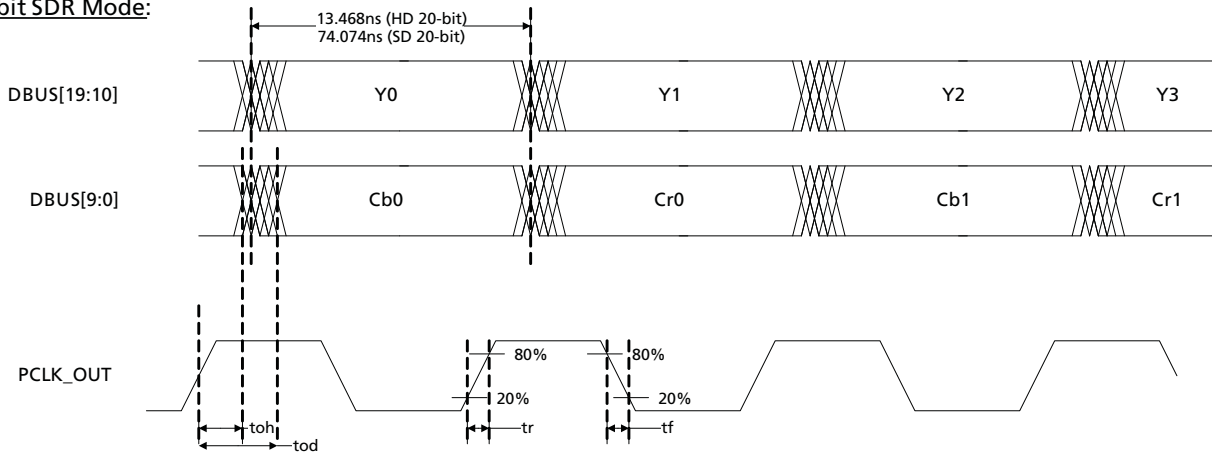 bit SDR Mode:
13.468ns (HD 20-bit)
74.074ns (SD 20-bit)
DBUS[19:10]
Y0
Y1
Y2
Y3
DBUS[9:0]
Cb0
Cr0
Cb1
Cr1
PCLK_OUT
80%
80%
20%
20%
toh
tr
tf
tod